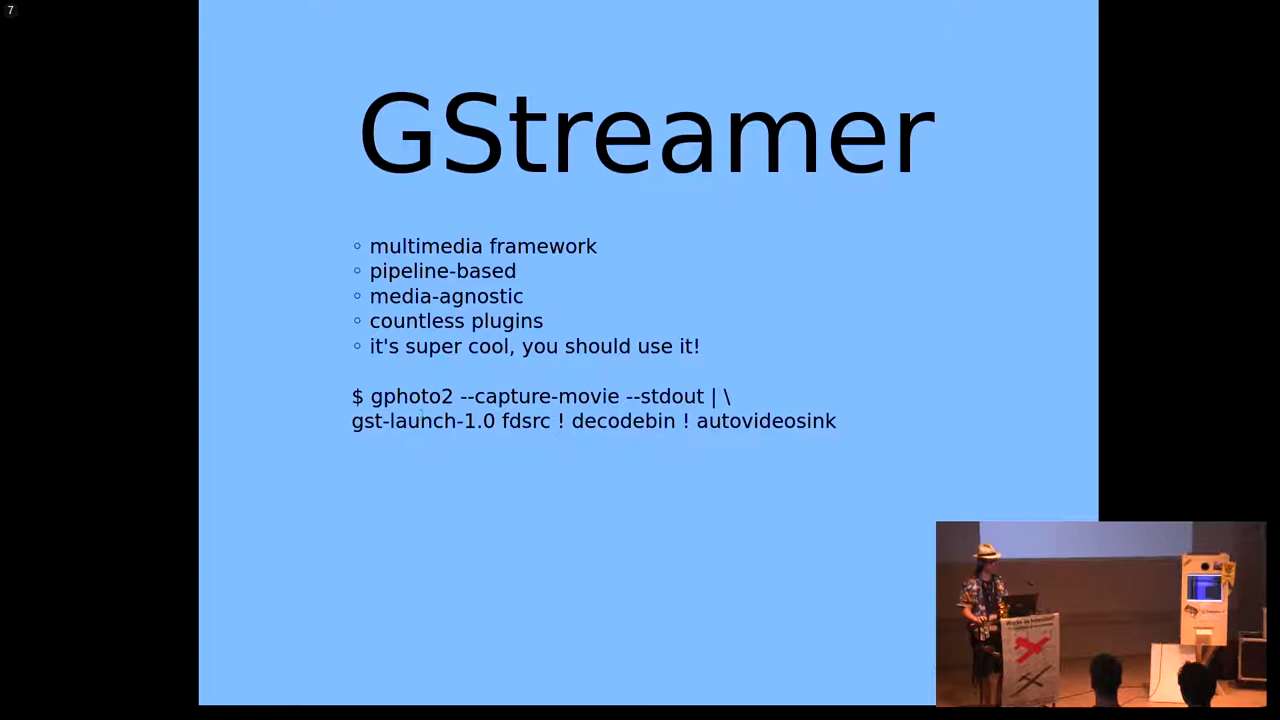 7
GStreamer
◦ multimedia framework
◦ pipeline-based
◦ media-agnostic
◦ countless plugins
◦ it's super cool, you should use it!
$ gphoto2 --capture-movie --stdout | \
gst-launch-1.0 fdsrc ! decodebin ! autovideosink